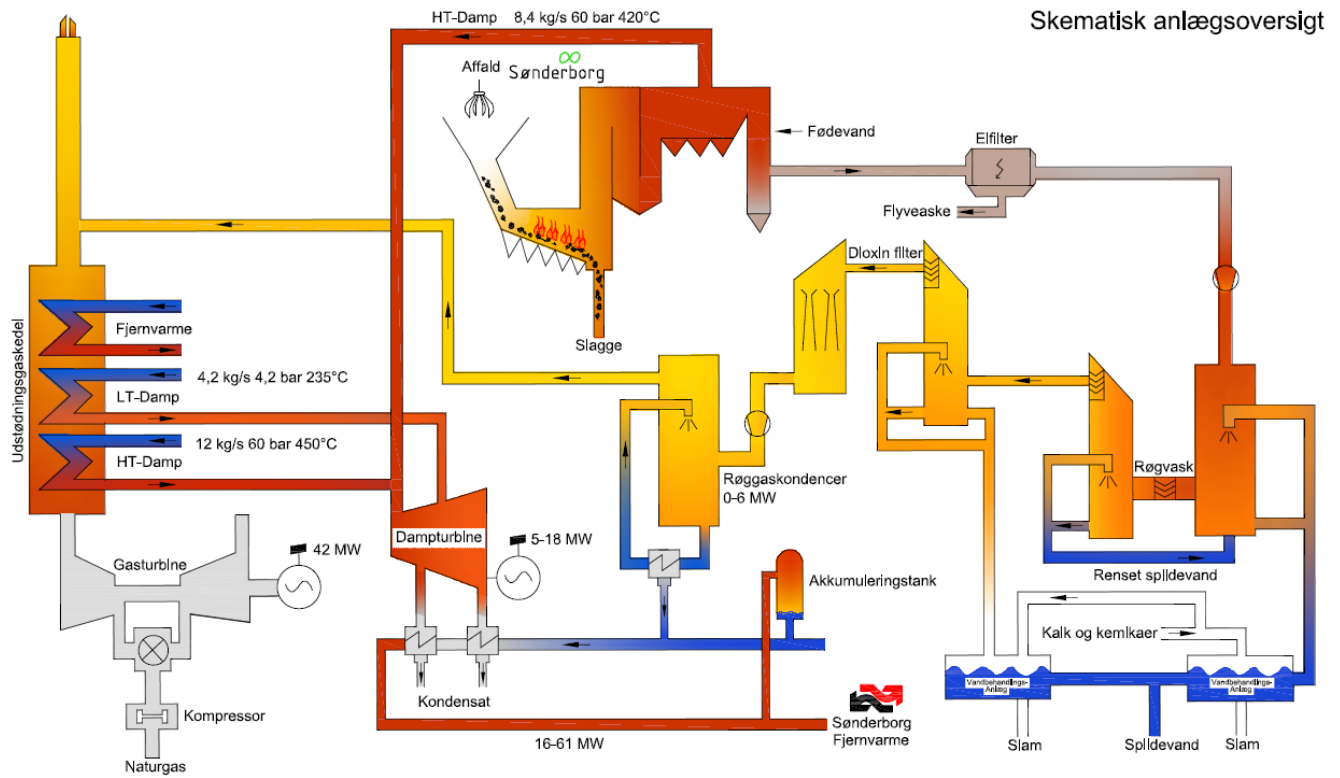 Skematisk anlægsoversigt
HT-Damp 8,4 kg/s 60 bar 420°C
Affald
Sønderborg
Fødevand
Elfilter
Flyveaske
DIoxIn fIlter
Slagge
Udstødningsgaskedel
Fjernvarme
4,2 kg/s 4,2 bar 235°C
LT-Damp
12 kg/s 60 bar 450°C
HT-Damp
Røggaskondencer
0-6 MW
Røgvask
DampturbIne
5-18 MW
42 MW
GasturbIne
Akkumuleringstank
Renset spIldevand
Kalk og kemIkaer
Vandbehandlings-
Anlæg
Vandbehandlings-
Anlæg
Kondensat
Kompressor
Naturgas
16-61 MW
Sønderborg
Fjernvarme
Slam
SpIldevand
Slam